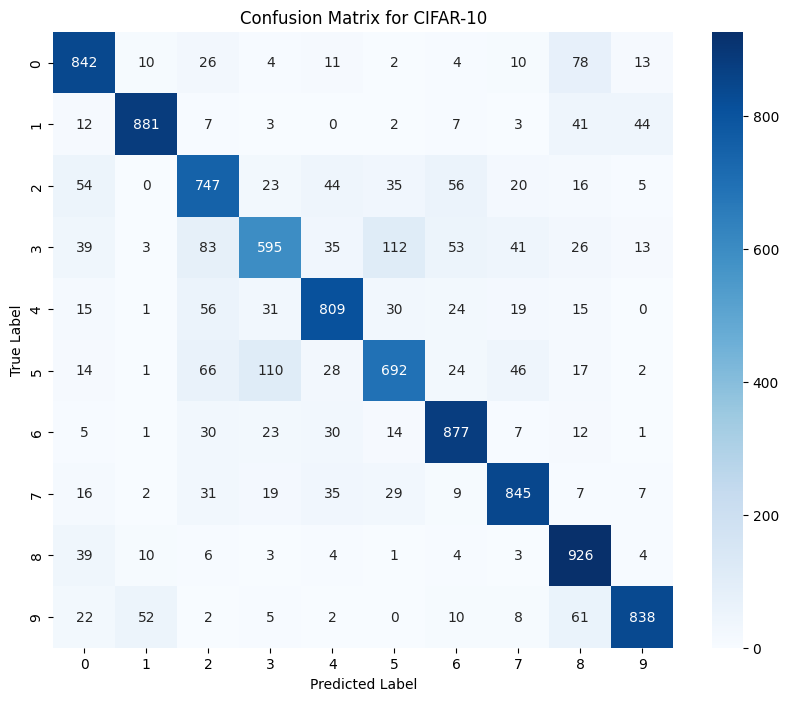 Confusion Matrix for CIFAR-10
0 842 10 26 4 11 2 4 10 78 13
1 12 881 7 3 0 2 7 3 41 44
2 54 0 747 23 44 35 56 20 16 5
3 39 3 83 595 35 112 53 41 26 13
4 15 1 56 31 809 30 24 19 15 0
5 14 1 66 110 28 692 24 46 17 2
6 5 1 30 23 30 14 877 7 12 1
7 16 2 31 19 35 29 9 845 7 7
8 39 10 6 3 4 1 4 3 926 4
9 22 52 2 5 2 0 10 8 61 838
0 1 2 3 4 5 6 7 8 9
Predicted Label
True Label
800
600
400
200
0